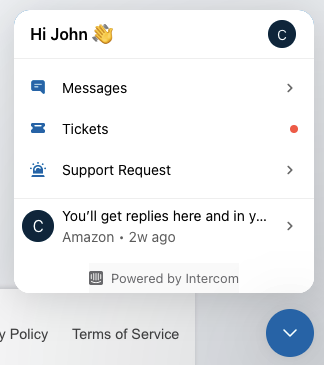 Hi John 👋
C
Messages
Tickets
Support Request
C
You’ll get replies here and in y...
Amazon • 2w ago
Powered by Intercom
y Policy
Terms of Service